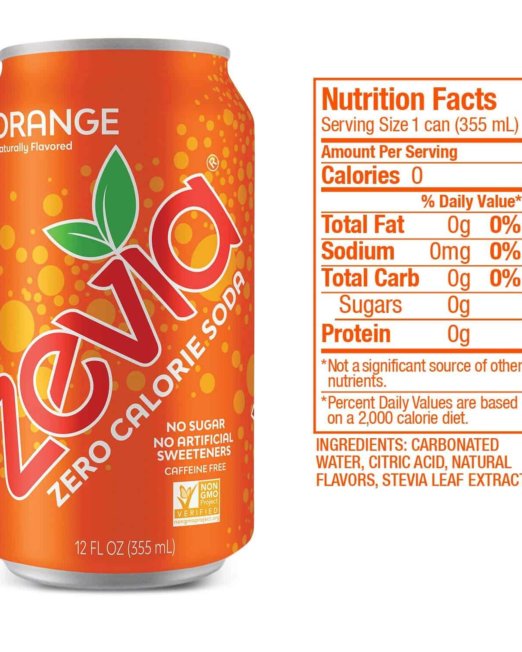 ORANGE
Naturally Flavored
zevia®
ZERO CALORIE SODA
NO SUGAR
NO ARTIFICIAL
SWEETENERS
CAFFEINE FREE
NON
GMO
Project
VERIFIED
nongmoproject.org
12 FL OZ (355 mL)
Nutrition Facts
Serving Size 1 can (355 mL)
Amount Per Serving
Calories 0
% Daily Value*
Total Fat 0g 0%
Sodium 0mg 0%
Total Carb 0g 0%
Sugars 0g
Protein 0g
*Not a significant source of other
nutrients.
*Percent Daily Values are based
on a 2,000 calorie diet.
INGREDIENTS: CARBONATED
WATER, CITRIC ACID, NATURAL
FLAVORS, STEVIA LEAF EXTRACT